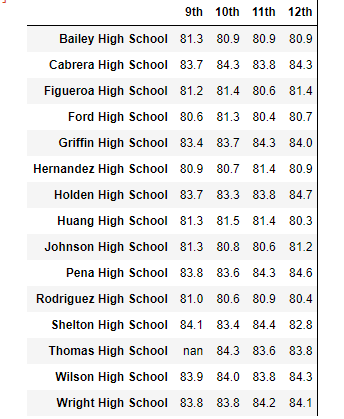 9th 10th 11th 12th
Bailey High School 81.3 80.9 80.9 80.9
Cabrera High School 83.7 84.3 83.8 84.3
Figueroa High School 81.2 81.4 80.6 81.4
Ford High School 80.6 81.3 80.4 80.7
Griffin High School 83.4 83.7 84.3 84.0
Hernandez High School 80.9 80.7 81.4 80.9
Holden High School 83.7 83.3 83.8 84.7
Huang High School 81.3 81.5 81.4 80.3
Johnson High School 81.3 80.8 80.6 81.2
Pena High School 83.8 83.6 84.3 84.6
Rodriguez High School 81.0 80.6 80.9 80.4
Shelton High School 84.1 83.4 84.4 82.8
Thomas High School nan 84.3 83.6 83.8
Wilson High School 83.9 84.0 83.8 84.3
Wright High School 83.8 83.8 84.2 84.1